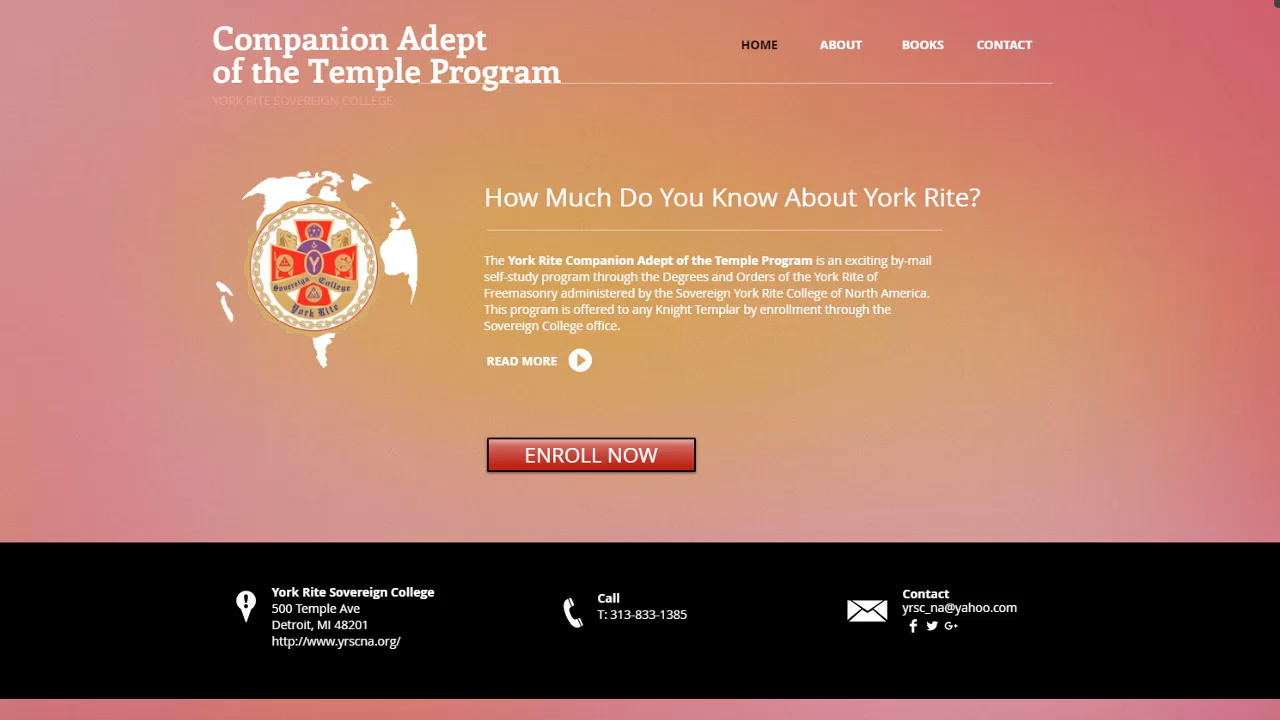 Companion Adept
of the Temple Program
YORK RITE SOVEREIGN COLLEGE
HOME
ABOUT
BOOKS
CONTACT
Y
Sovereign College
York Rite
How Much Do You Know About York Rite?
The York Rite Companion Adept of the Temple Program is an exciting by-mail
self-study program through the Degrees and Orders of the York Rite of
Freemasonry administered by the Sovereign York Rite College of North America.
This program is offered to any Knight Templar by enrollment through the
Sovereign College office.
READ MORE
ENROLL NOW
York Rite Sovereign College
500 Temple Ave
Detroit, MI 48201
http://www.yrscna.org/
Call
T: 313-833-1385
Contact
yrsc_na@yahoo.com